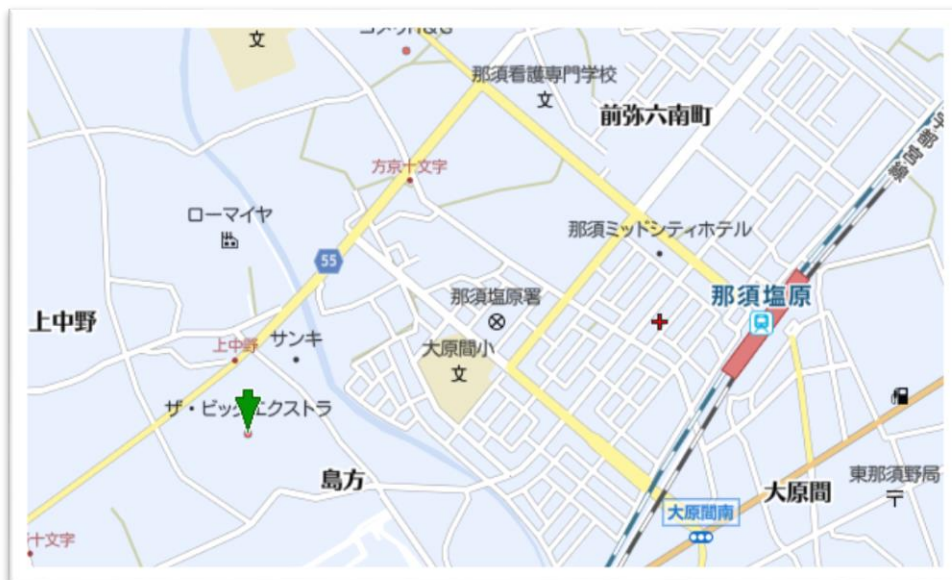 那須看護専門学校
文
文
前弥六南町
宇都宮線
方京十文字
ローマイヤ
那須ミッドシティホテル
55
那須塩原
那須塩原署
上中野
上中野
サンキ
大原間小
文
ザ・ビッグエクストラ
島方
大原間
東那須野局
大原間南
十文字